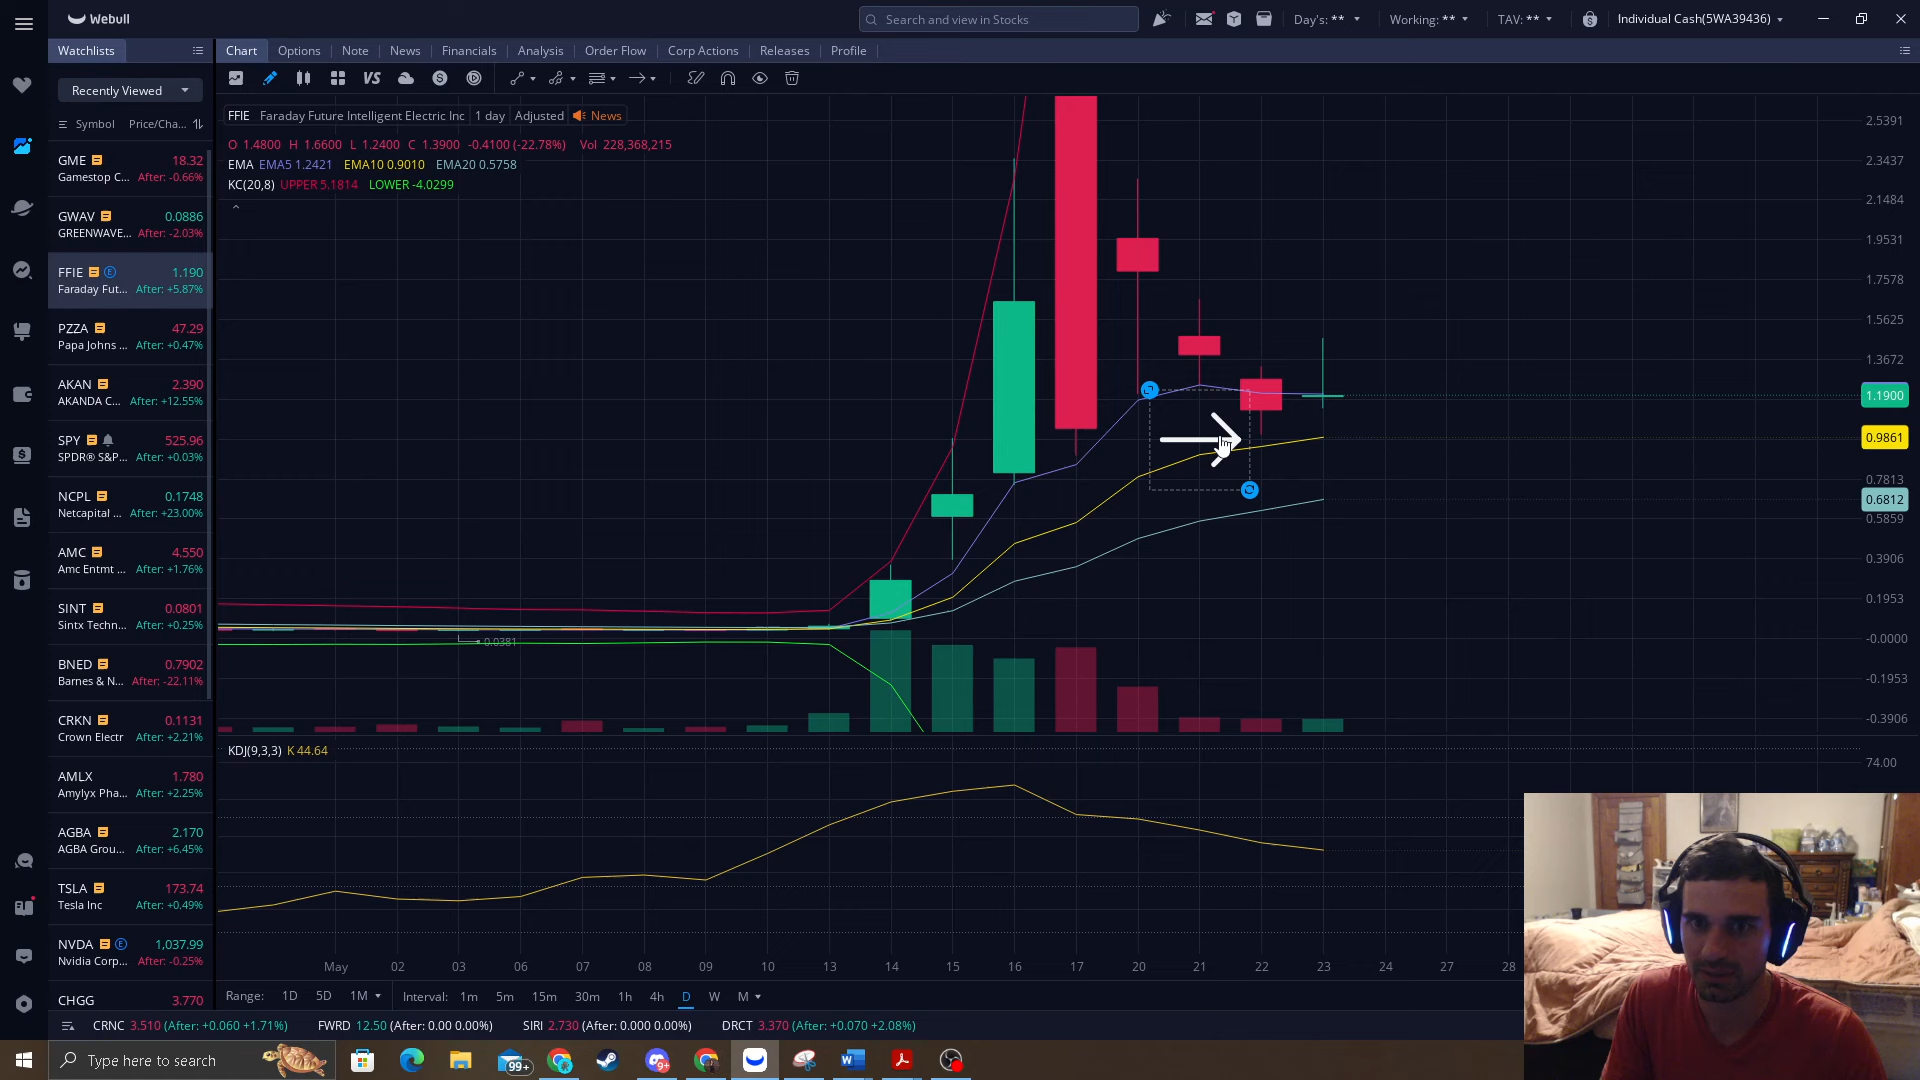 Webull
Search and view in Stocks
Day's: **
Working: **
TAV: **
Individual Cash(5WA39436)
Watchlists
Chart Options Note News Financials Analysis Order Flow Corp Actions Releases Profile
Recently Viewed
VS
Symbol Price/Cha...
FFIE Faraday Future Intelligent Electric Inc 1 day Adjusted News
O 1.4800 H 1.6600 L 1.2400 C 1.3900 -0.4100 (-22.78%) Vol 228,368,215
EMA EMA5 1.2421 EMA10 0.9010 EMA20 0.5758
KC(20,8) UPPER 5.1814 LOWER -4.0299
GME 18.32
Gamestop C... After: -0.66%
GWAV 0.0886
GREENWAVE... After: -2.03%
FFIE E 1.190
Faraday Fut... After: +5.87%
PZZA 47.29
Papa Johns ... After: +0.47%
AKAN 2.390
AKANDA C... After: +12.55%
SPY 525.96
SPDR® S&P... After: +0.03%
NCPL 0.1748
Netcapital ... After: +23.00%
AMC 4.550
Amc Entmt ... After: +1.76%
SINT 0.0801
Sintx Techn... After: +0.25%
BNED 0.7902
Barnes & N... After: -22.11%
CRKN 0.1131
Crown Electr After: +2.21%
AMLX 1.780
Amylyx Pha... After: +2.25%
AGBA 2.170
AGBA Grou... After: +6.45%
TSLA 173.74
Tesla Inc After: +0.49%
NVDA E 1,037.99
Nvidia Corp... After: -0.25%
CHGG 3.770
2.5391
2.3437
2.1484
1.9531
1.7578
1.5625
1.3672
1.1900
0.9861
0.7813
0.6812
0.5859
0.3906
0.1953
-0.0000
-0.1953
-0.3906
0.0381
KDJ(9,3,3) K 44.64
74.00
May 02 03 06 07 08 09 10 13 14 15 16 17 20 21 22 23 24 27 28
Range: 1D 5D 1M Interval: 1m 5m 15m 30m 1h 4h D W M
CRNC 3.510 (After: +0.060 +1.71%) FWRD 12.50 (After: 0.00 0.00%) SIRI 2.730 (After: 0.000 0.00%) DRCT 3.370 (After: +0.070 +2.08%)
Type here to search
99+
9+